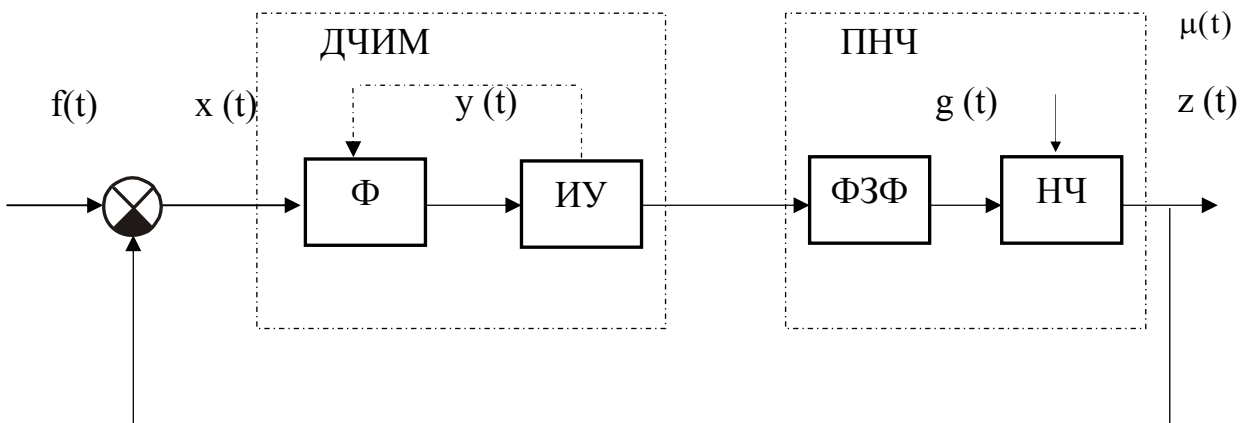 ДЧИМ
ПНЧ
μ(t)
f(t)
x (t)
y (t)
g (t)
z (t)
Ф
ИУ
ФЗФ
НЧ